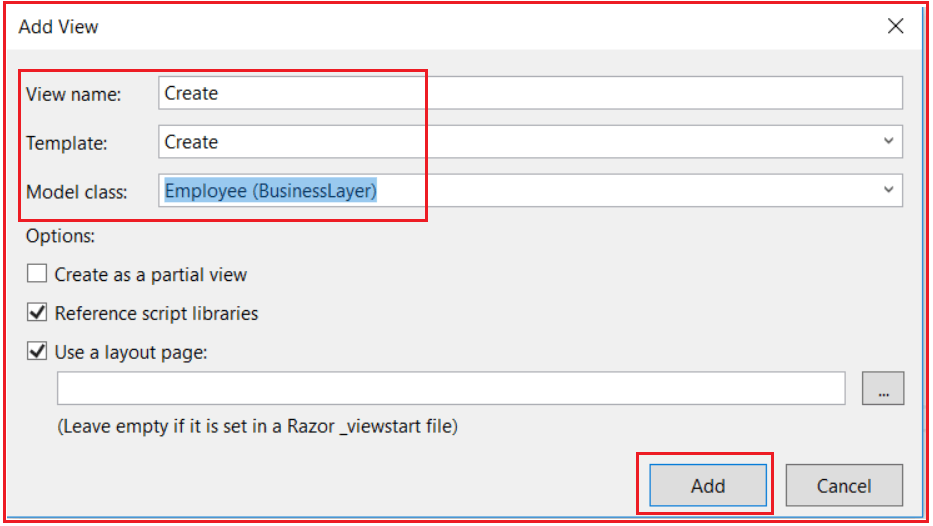 Add View
View name: Create
Template: Create
Model class: Employee (BusinessLayer)
Options:
Create as a partial view
Reference script libraries
Use a layout page:
...
(Leave empty if it is set in a Razor _viewstart file)
Add Cancel